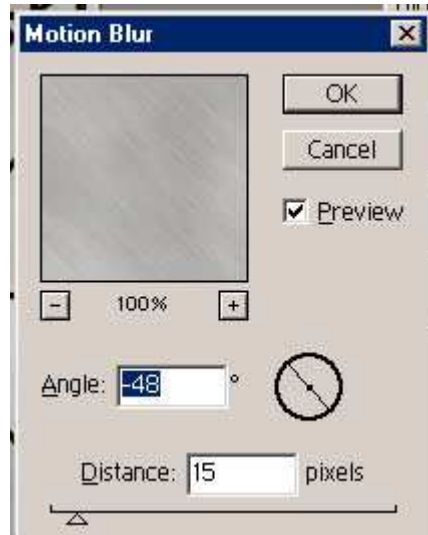 Motion Blur
OK
Cancel
Preview
- 100% +
Angle: -48 °
Distance: 15 pixels